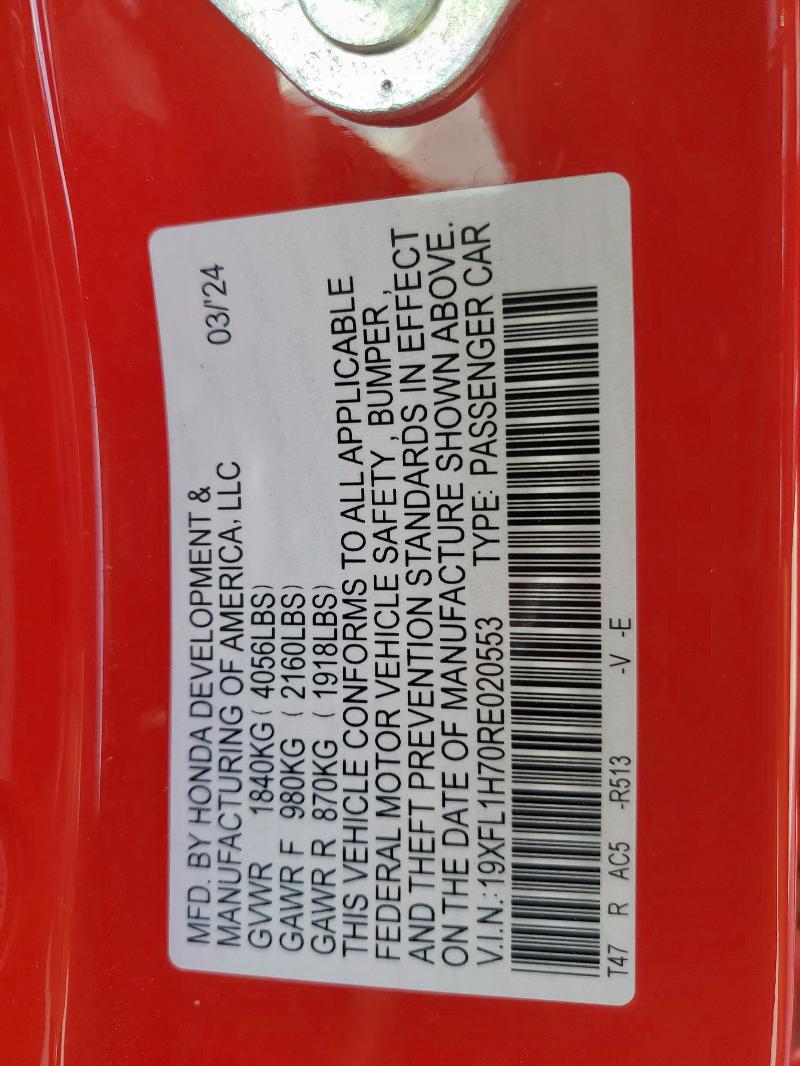 MFD. BY HONDA DEVELOPMENT & 03/'24
MANUFACTURING OF AMERICA, LLC
GVWR 1840KG ( 4056LBS)
GAWR F 980KG ( 2160LBS)
GAWR R 870KG ( 1918LBS)
THIS VEHICLE CONFORMS TO ALL APPLICABLE
FEDERAL MOTOR VEHICLE SAFETY , BUMPER ,
AND THEFT PREVENTION STANDARDS IN EFFECT
ON THE DATE OF MANUFACTURE SHOWN ABOVE.
V.I.N.: 19XFL1H70RE020553 TYPE: PASSENGER CAR
T47 R AC5 -R513 -V -E